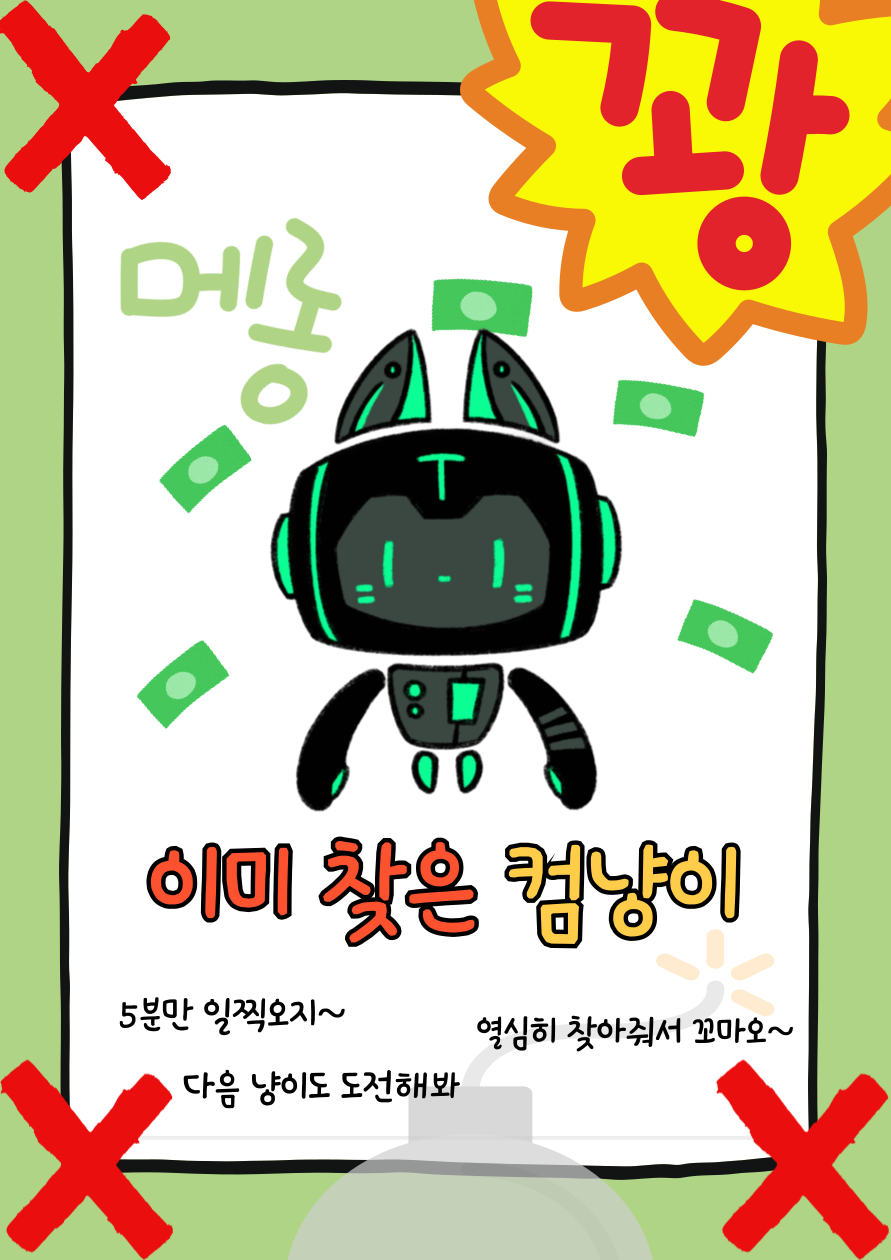 꽝
메롱
T
이미 찾은 컴냥이
5분만 일찍오지~
열심히 찾아줘서 꼬마오~
다음 냥이도 도전해봐